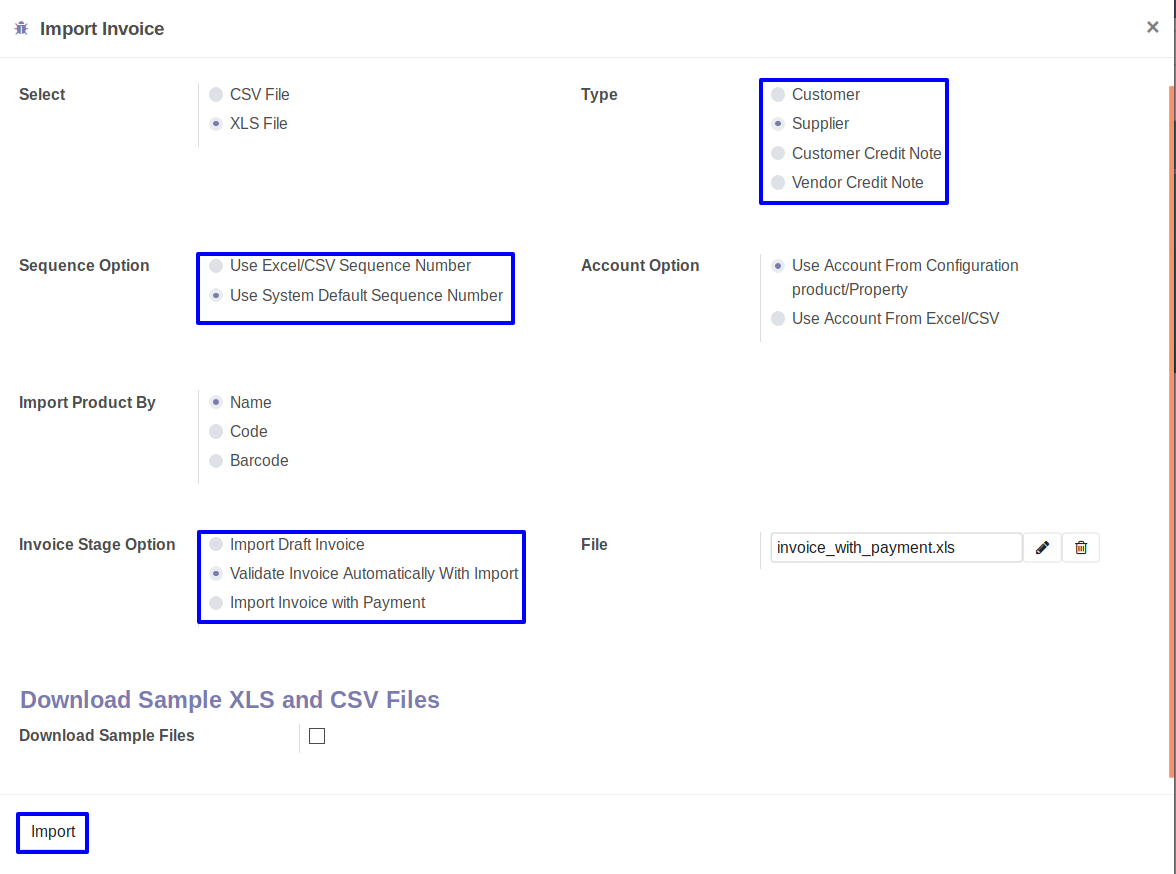 Import Invoice
×
Select
CSV File
XLS File
Type
Customer
Supplier
Customer Credit Note
Vendor Credit Note
Sequence Option
Use Excel/CSV Sequence Number
Use System Default Sequence Number
Account Option
Use Account From Configuration
product/Property
Use Account From Excel/CSV
Import Product By
Name
Code
Barcode
Invoice Stage Option
Import Draft Invoice
Validate Invoice Automatically With Import
Import Invoice with Payment
File
invoice_with_payment.xls
Download Sample XLS and CSV Files
Download Sample Files
Import